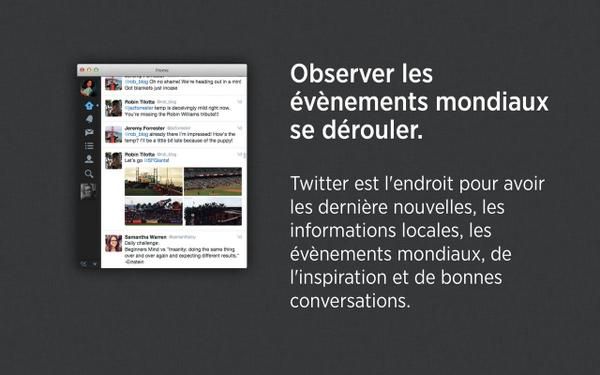 Home
@rob_blog Oh no shame! We're heading out in a min!
Got blankets just incase
Robin Tilotta @rob_blog
@jezforrester temp is deceivingly mild right now..
You're missing the Robin Williams tribute!!
Jeremy Forrester @jezforrester
@rob_blog already there I'm impressed!! How's the
temp? I'll be a little bit late because of the puppy!
Robin Tilotta @rob_blog
Let's go @SFGiants!
Samantha Warren
Daily challenge:
Beginners Mind vs "Insanity: doing the same thing
over and over again and expecting different results."
-Einstein
Observer les
évènements mondiaux
se dérouler.
Twitter est l'endroit pour avoir
les dernière nouvelles, les
informations locales, les
évènements mondiaux, de
l'inspiration et de bonnes
conversations.